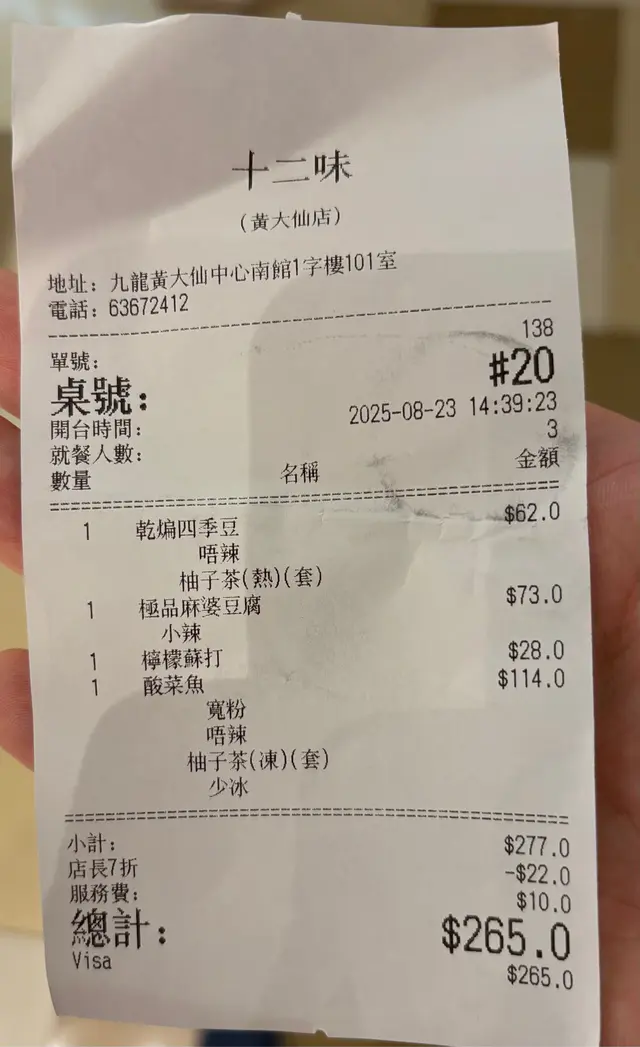 十二味
(黃大仙店)
地址: 九龍黃大仙中心南館1字樓101室
電話: 63672412
單號: 138
桌號: #20
開台時間: 2025-08-23 14:39:23
就餐人數: 3
數量 名稱 金額
1 乾煸四季豆 $62.0
唔辣
柚子茶(熱)(套)
1 極品麻婆豆腐 $73.0
小辣
1 檸檬蘇打 $28.0
1 酸菜魚 $114.0
寬粉
唔辣
柚子茶(凍)(套)
少冰
小計: $277.0
店長7折 -$22.0
服務費: $10.0
總計: $265.0
Visa $265.0